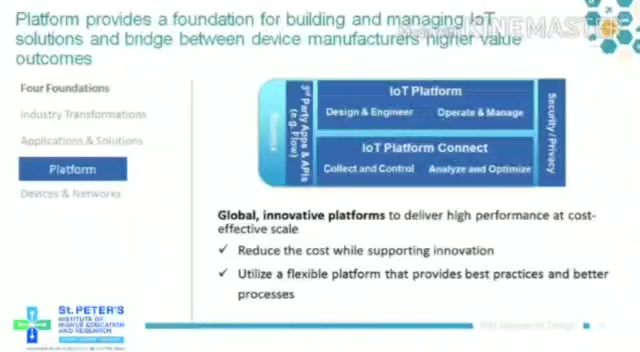 Platform provides a foundation for building and managing IoT
solutions and bridge between device manufacturers higher value
outcomes
KINEMASTER
Four Foundations
Industry Transformations
Applications & Solutions
Platform
Devices & Networks
3rd Party Apps & APIs
(e.g. Flow)
IoT Platform
Design & Engineer Operate & Manage
IoT Platform Connect
Collect and Control Analyze and Optimize
Security/Privacy
Global, innovative platforms to deliver high performance at cost-
effective scale
✓ Reduce the cost while supporting innovation
✓ Utilize a flexible platform that provides best practices and better
processes
St. PETER'S
INSTITUTE OF
HIGHER EDUCATION
AND RESEARCH